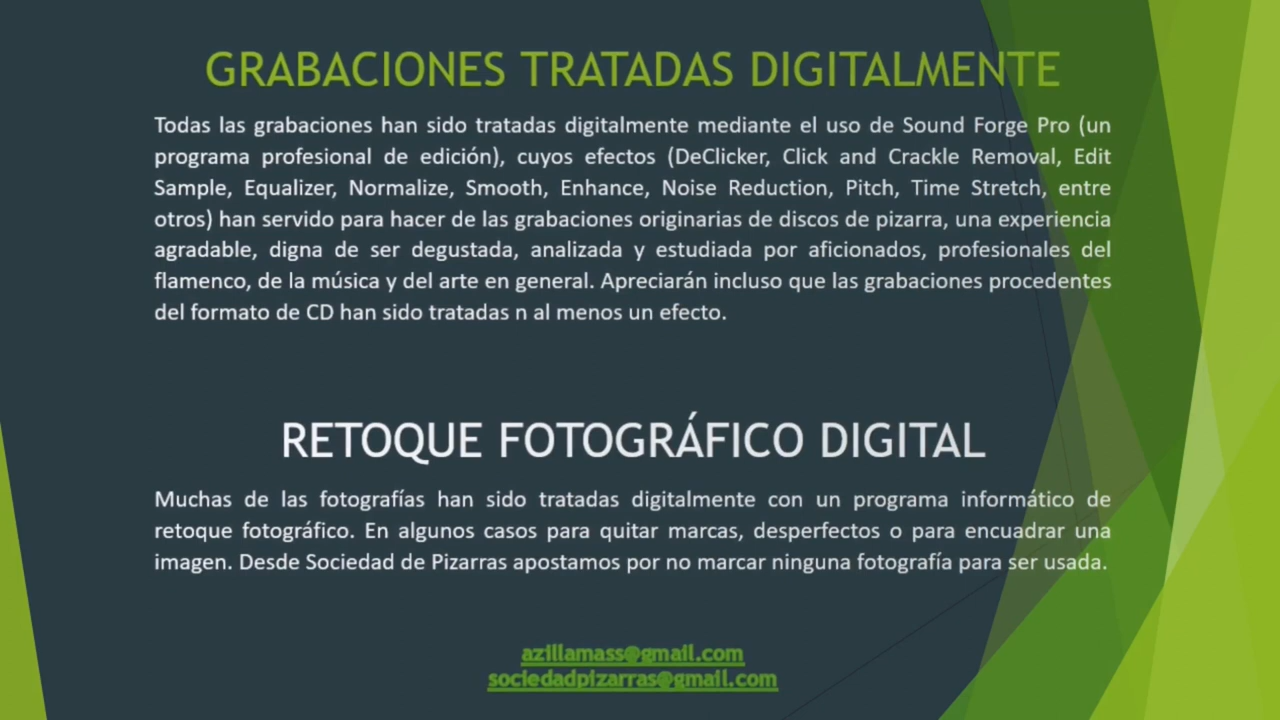 GRABACIONES TRATADAS DIGITALMENTE
Todas las grabaciones han sido tratadas digitalmente mediante el uso de Sound Forge Pro (un
programa profesional de edición), cuyos efectos (DeClicker, Click and Crackle Removal, Edit
Sample, Equalizer, Normalize, Smooth, Enhance, Noise Reduction, Pitch, Time Stretch, entre
otros) han servido para hacer de las grabaciones originarias de discos de pizarra, una experiencia
agradable, digna de ser degustada, analizada y estudiada por aficionados, profesionales del
flamenco, de la música y del arte en general. Apreciarán incluso que las grabaciones procedentes
del formato de CD han sido tratadas n al menos un efecto.
RETOQUE FOTOGRÁFICO DIGITAL
Muchas de las fotografías han sido tratadas digitalmente con un programa informático de
retoque fotográfico. En algunos casos para quitar marcas, desperfectos o para encuadrar una
imagen. Desde Sociedad de Pizarras apostamos por no marcar ninguna fotografía para ser usada.
azillamass@gmail.com
sociedadpizarras@gmail.com